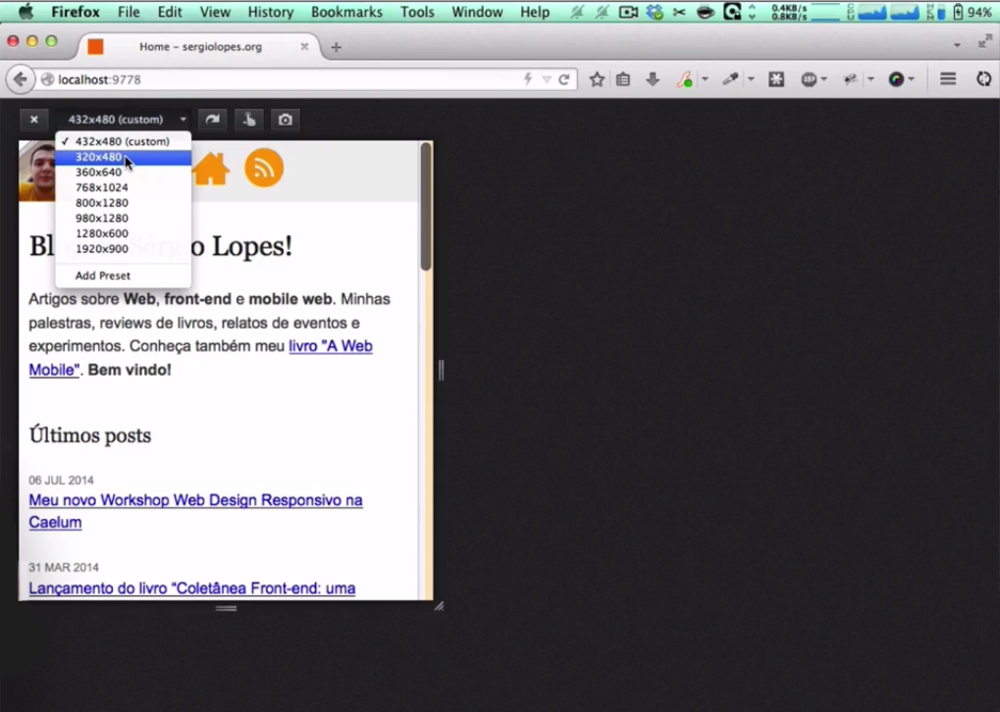 Firefox File Edit View History Bookmarks Tools Window Help 0.4KB/s 0.8KB/s 94%
Home – sergiolopes.org
localhost:9778
432x480 (custom)
✓ 432x480 (custom)
320x480
360x640
768x1024
800x1280
980x1280
1280x600
1920x900
Add Preset
o Lopes!
Artigos sobre Web, front-end e mobile web. Minhas
palestras, reviews de livros, relatos de eventos e
experimentos. Conheça também meu livro "A Web
Mobile". Bem vindo!
Últimos posts
06 JUL 2014
Meu novo Workshop Web Design Responsivo na
Caelum
31 MAR 2014
Lançamento do livro “Coletânea Front-end: uma